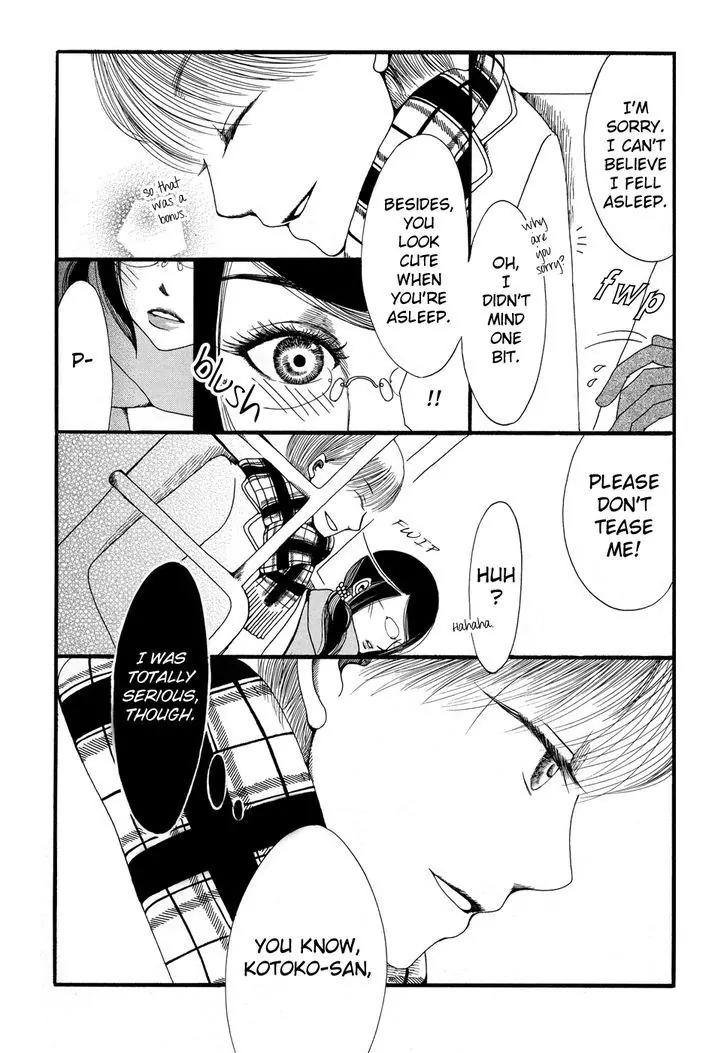 I'M
SORRY.
I CAN'T
BELIEVE
I FELL
ASLEEP.
fwp
why
are
you
sorry?
OH,
I
DIDN'T
MIND
ONE
BIT.
BESIDES,
YOU
LOOK
CUTE
WHEN
YOU'RE
ASLEEP.
so that
was a
bonus.
!!
blush
P-
PLEASE
DON'T
TEASE
ME!
HUH
?
Hahaha.
FWIP
I WAS
TOTALLY
SERIOUS,
THOUGH.
YOU KNOW,
KOTOKO-SAN,